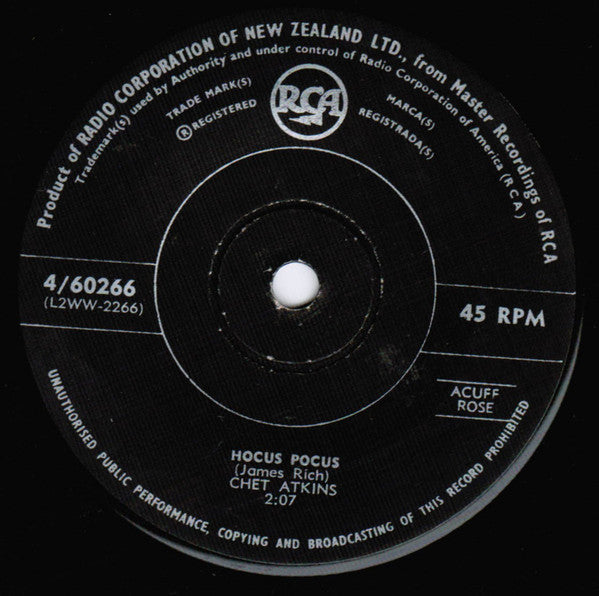 Product of RADIO CORPORATION OF NEW ZEALAND LTD., from Master Recordings of RCA
Trademark(s) used by Authority and under control of Radio Corporation of America (RCA)
TRADE MARK(S)
® REGISTERED
RCA
MARCA(S)
REGISTRADA(S)
4/60266
(L2WW-2266)
45 RPM
ACUFF
ROSE
HOCUS POCUS
(James Rich)
CHET ATKINS
2:07
UNAUTHORISED PUBLIC PERFORMANCE, COPYING AND BROADCASTING OF THIS RECORD PROHIBITED